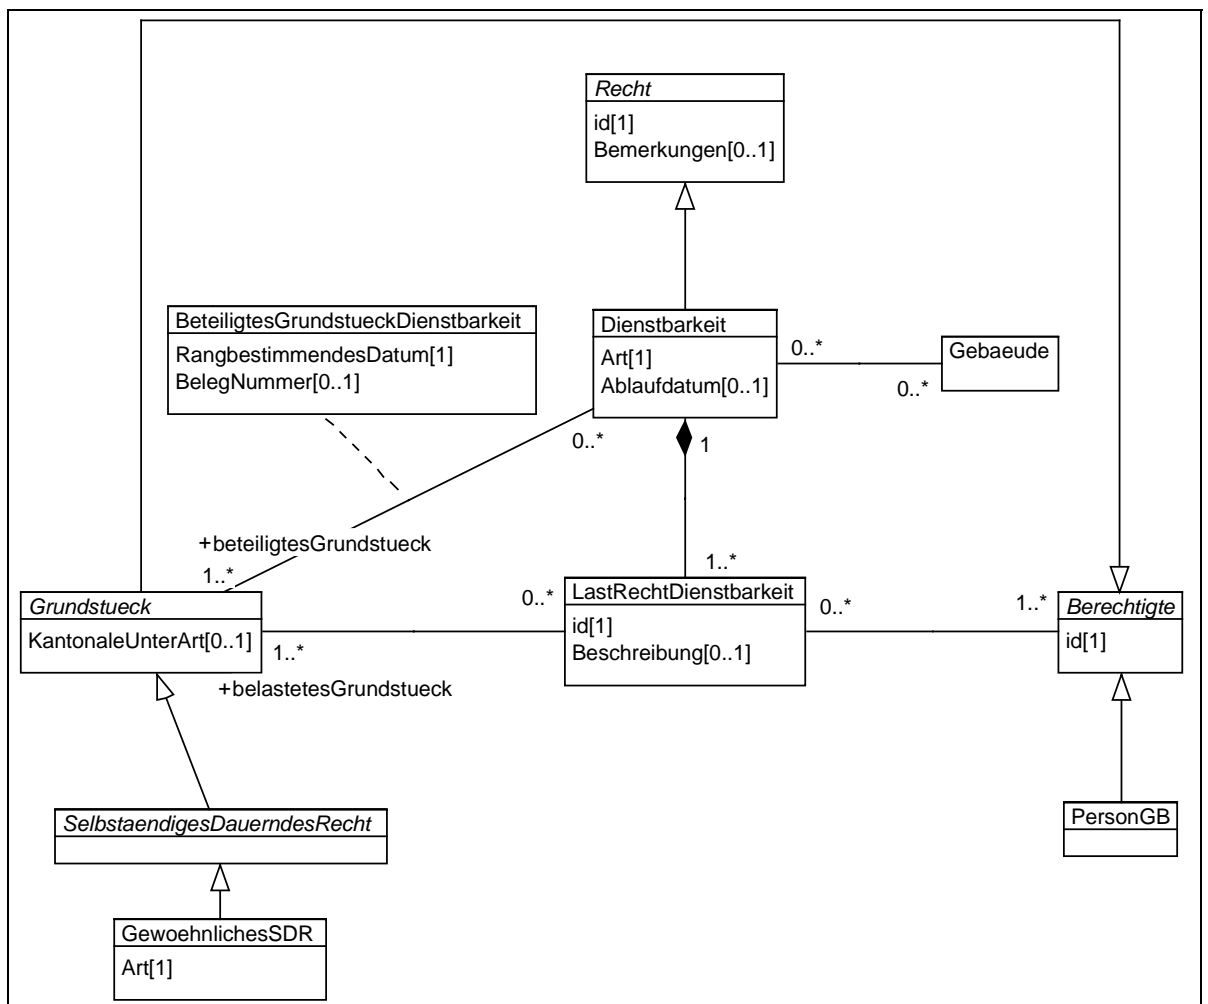 Recht
id[1]
Bemerkungen[0..1]
BeteiligtesGrundstueckDienstbarkeit
RangbestimmendesDatum[1]
BelegNummer[0..1]
Dienstbarkeit
Art[1]
Ablaufdatum[0..1]
0..*
0..*
Gebaeude
0..*
1
+beteiligtesGrundstueck
1..*
1..*
Grundstueck
KantonaleUnterArt[0..1]
0..*
1..*
+belastetesGrundstueck
LastRechtDienstbarkeit
id[1]
Beschreibung[0..1]
0..*
1..*
Berechtigte
id[1]
SelbstaendigesDauerndesRecht
PersonGB
GewoehnlichesSDR
Art[1]